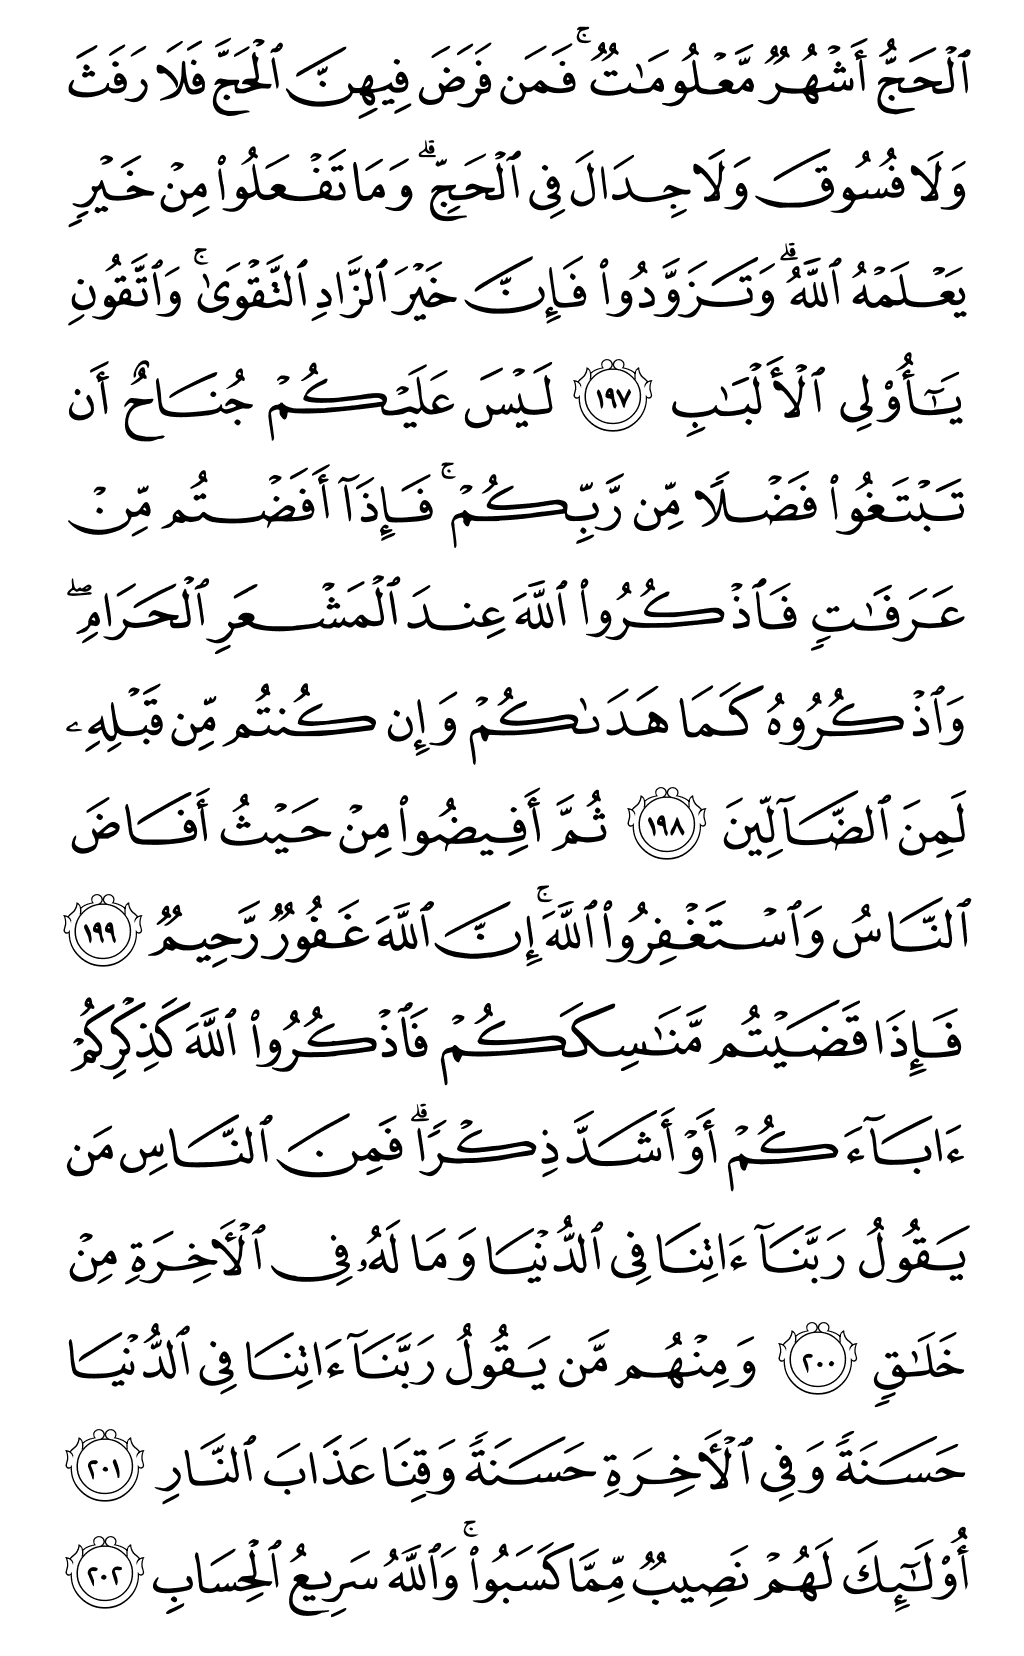 ٱلْحَجُّ أَشْهُرٌ مَّعْلُومَٰتٌ ۚ فَمَن فَرَضَ فِيهِنَّ ٱلْحَجَّ فَلَا رَفَثَ
وَلَا فُسُوقَ وَلَا جِدَالَ فِى ٱلْحَجِّ ۗ وَمَا تَفْعَلُوا۟ مِنْ خَيْرٍ
يَعْلَمْهُ ٱللَّهُ ۗ وَتَزَوَّدُوا۟ فَإِنَّ خَيْرَ ٱلزَّادِ ٱلتَّقْوَىٰ ۚ وَٱتَّقُونِ
يَٰٓأُو۟لِى ٱلْأَلْبَٰبِ ١٩٧ لَيْسَ عَلَيْكُمْ جُنَاحٌ أَن
تَبْتَغُوا۟ فَضْلًا مِّن رَّبِّكُمْ ۚ فَإِذَآ أَفَضْتُم مِّنْ
عَرَفَٰتٍ فَٱذْكُرُوا۟ ٱللَّهَ عِندَ ٱلْمَشْعَرِ ٱلْحَرَامِ ۖ
وَٱذْكُرُوهُ كَمَا هَدَىٰكُمْ وَإِن كُنتُم مِّن قَبْلِهِۦ
لَمِنَ ٱلضَّآلِّينَ ١٩٨ ثُمَّ أَفِيضُوا۟ مِنْ حَيْثُ أَفَاضَ
ٱلنَّاسُ وَٱسْتَغْفِرُوا۟ ٱللَّهَ ۚ إِنَّ ٱللَّهَ غَفُورٌ رَّحِيمٌ ١٩٩
فَإِذَا قَضَيْتُم مَّنَٰسِكَكُمْ فَٱذْكُرُوا۟ ٱللَّهَ كَذِكْرِكُمْ
ءَابَآءَكُمْ أَوْ أَشَدَّ ذِكْرًا ۗ فَمِنَ ٱلنَّاسِ مَن
يَقُولُ رَبَّنَآ ءَاتِنَا فِى ٱلدُّنْيَا وَمَا لَهُۥ فِى ٱلْأَخِرَةِ مِنْ
خَلَٰقٍ ٢٠٠ وَمِنْهُم مَّن يَقُولُ رَبَّنَآ ءَاتِنَا فِى ٱلدُّنْيَا
حَسَنَةً وَفِى ٱلْأَخِرَةِ حَسَنَةً وَقِنَا عَذَابَ ٱلنَّارِ ٢٠١
أُو۟لَٰٓئِكَ لَهُمْ نَصِيبٌ مِّمَّا كَسَبُوا۟ ۚ وَٱللَّهُ سَرِيعُ ٱلْحِسَابِ ٢٠٢